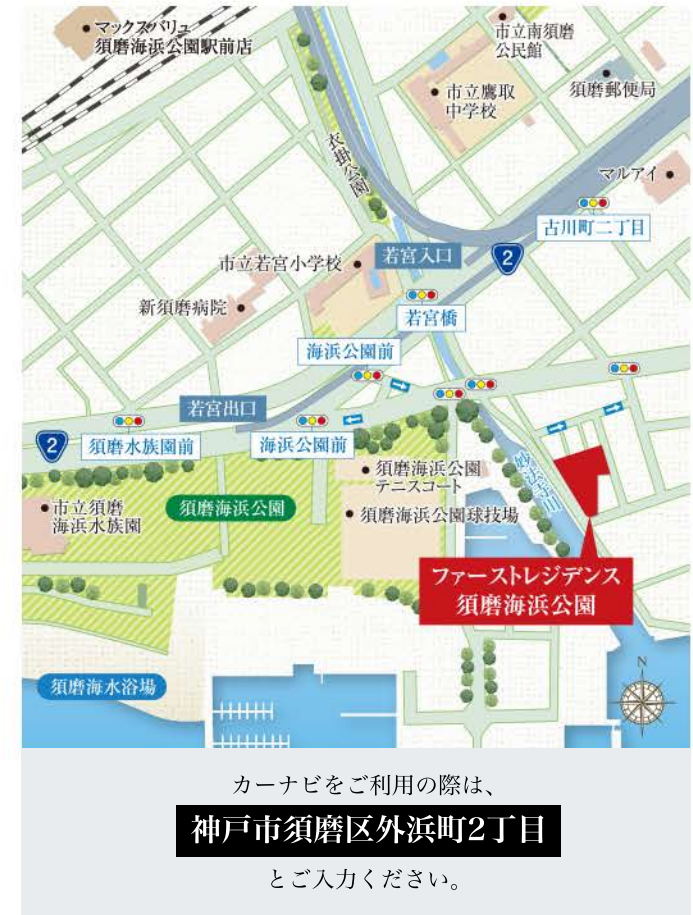 マックスバリュ
須磨海浜公園駅前店
市立南須磨
公民館
市立鷹取
中学校
須磨郵便局
衣掛公園
マルアイ
古川町二丁目
市立若宮小学校
若宮入口
2
新須磨病院
若宮橋
海浜公園前
若宮出口
2
須磨水族園前
海浜公園前
須磨海浜公園
テニスコート
妙法寺川
市立須磨
海浜水族園
須磨海浜公園
須磨海浜公園球技場
ファーストレジデンス
須磨海浜公園
N
須磨海水浴場
カーナビをご利用の際は、
神戸市須磨区外浜町2丁目
とご入力ください。